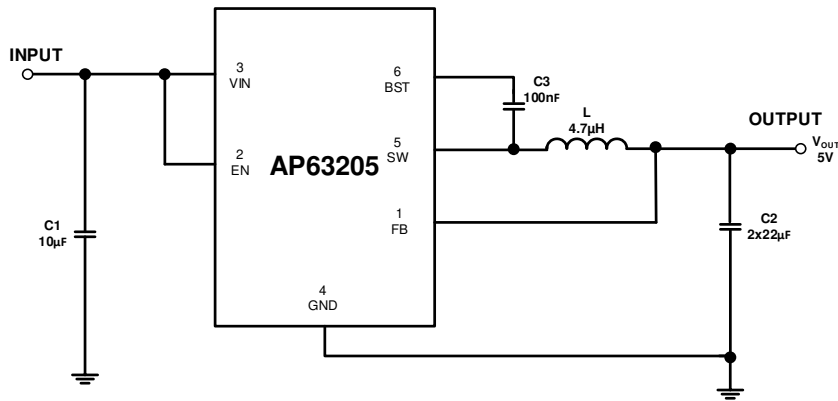 INPUT
3
VIN
2
EN
AP63205
6
BST
5
SW
1
FB
4
GND
C1
10µF
C3
100nF
L
4.7µH
OUTPUT
VOUT
5V
C2
2x22µF